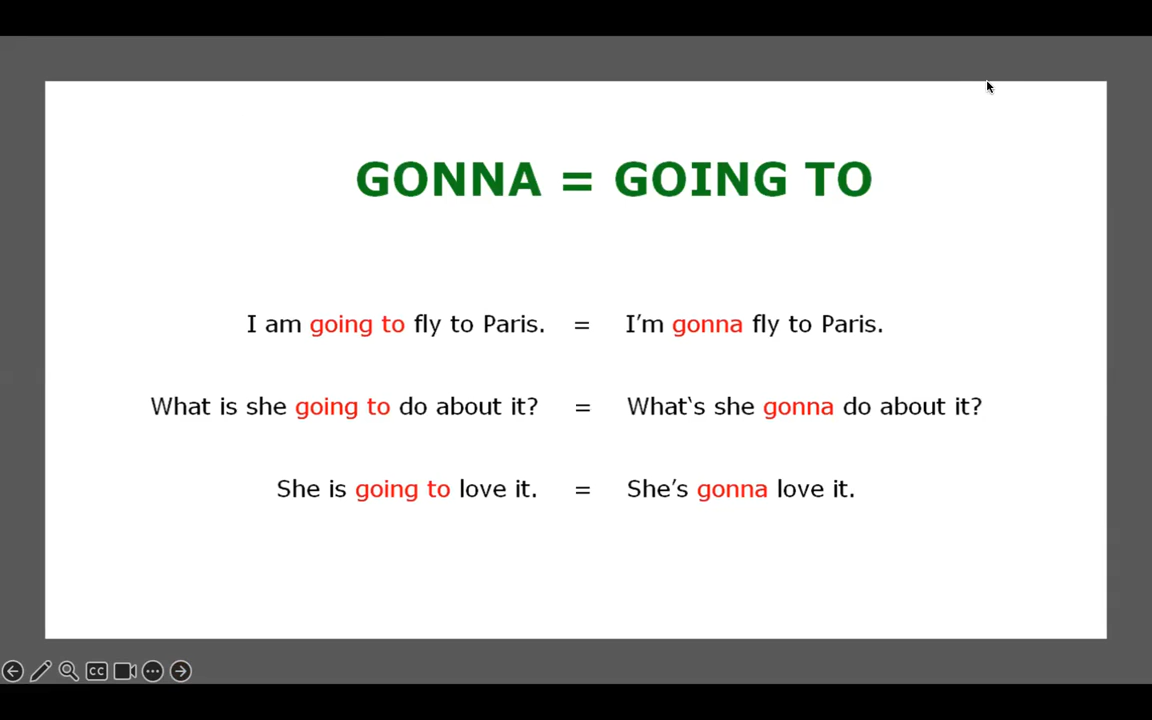 GONNA = GOING TO
I am going to fly to Paris. = I’m gonna fly to Paris.
What is she going to do about it? = What‛s she gonna do about it?
She is going to love it. = She’s gonna love it.
CC